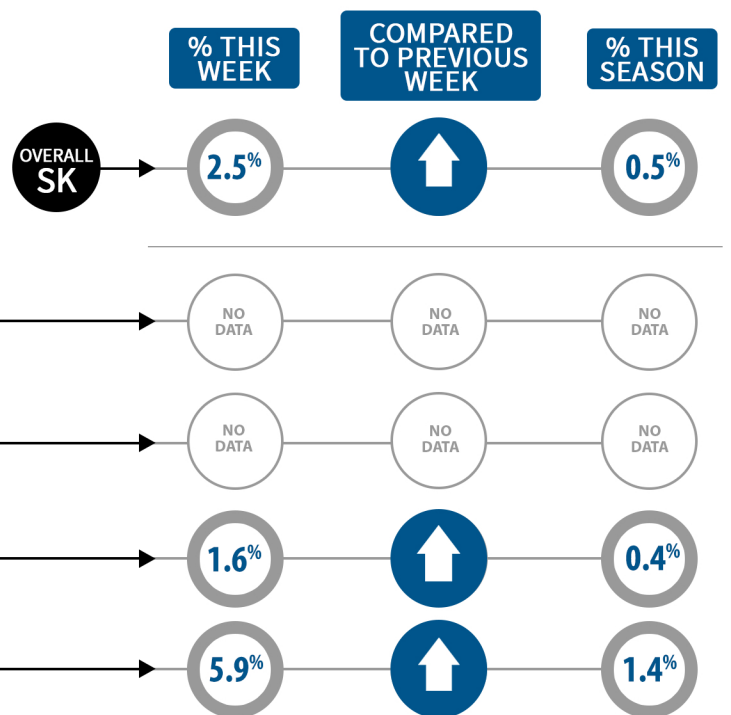 % THIS
WEEK
COMPARED
TO PREVIOUS
WEEK
% THIS
SEASON
OVERALL
SK
2.5%
0.5%
NO
DATA
NO
DATA
NO
DATA
NO
DATA
NO
DATA
NO
DATA
1.6%
0.4%
5.9%
1.4%